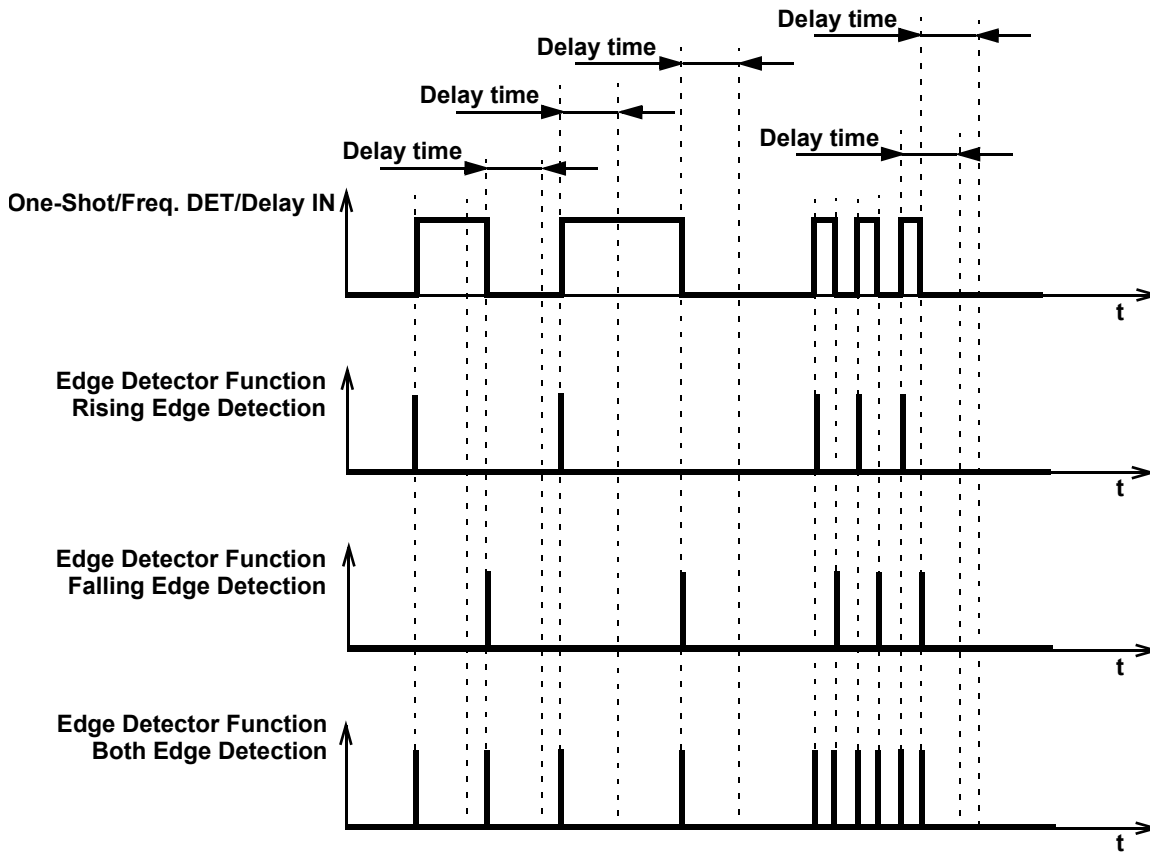 Delay time
Delay time
Delay time
Delay time
Delay time
One-Shot/Freq. DET/Delay IN
t
Edge Detector Function
Rising Edge Detection
t
Edge Detector Function
Falling Edge Detection
t
Edge Detector Function
Both Edge Detection
t